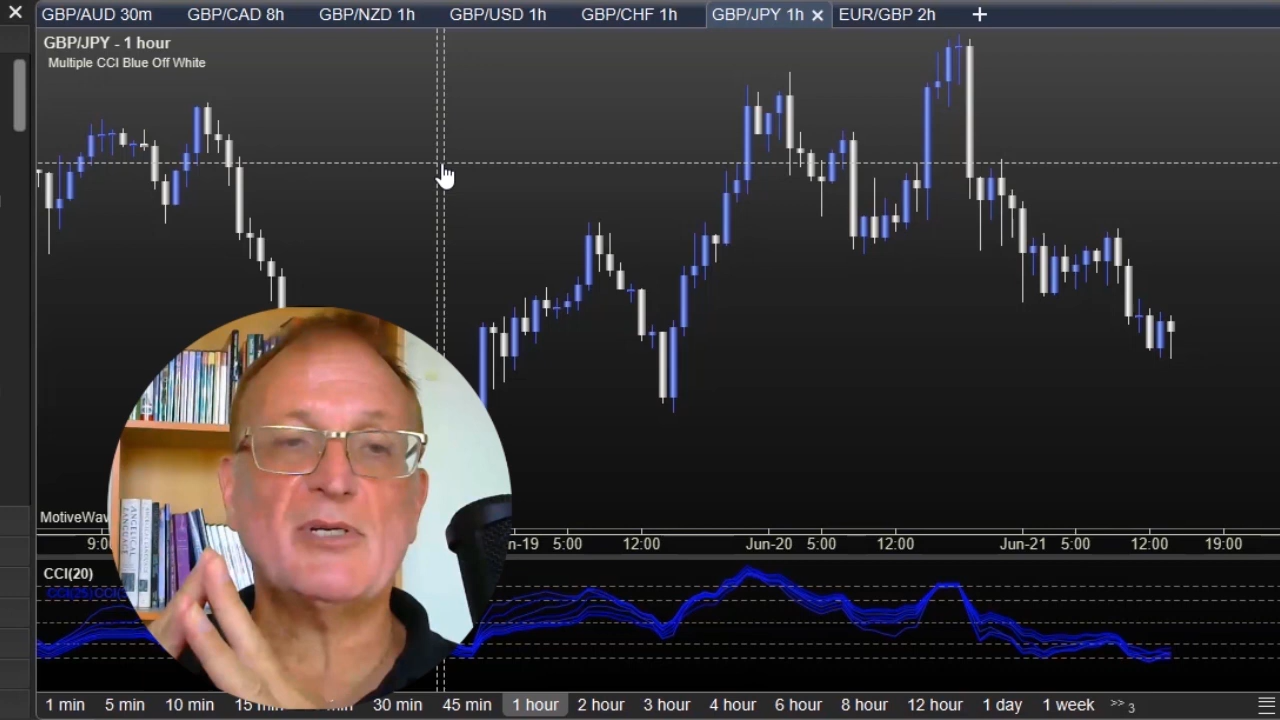 GBP/AUD 30m GBP/CAD 8h GBP/NZD 1h GBP/USD 1h GBP/CHF 1h GBP/JPY 1h EUR/GBP 2h +
GBP/JPY - 1 hour
Multiple CCI Blue Off White
MotiveWav
9:0 n-19 5:00 12:00 Jun-20 5:00 12:00 Jun-21 5:00 12:00 19:00
CCI(20)
ANGELICAL
1 min 5 min 10 min 15 30 min 45 min 1 hour 2 hour 3 hour 4 hour 6 hour 8 hour 12 hour 1 day 1 week >> 3